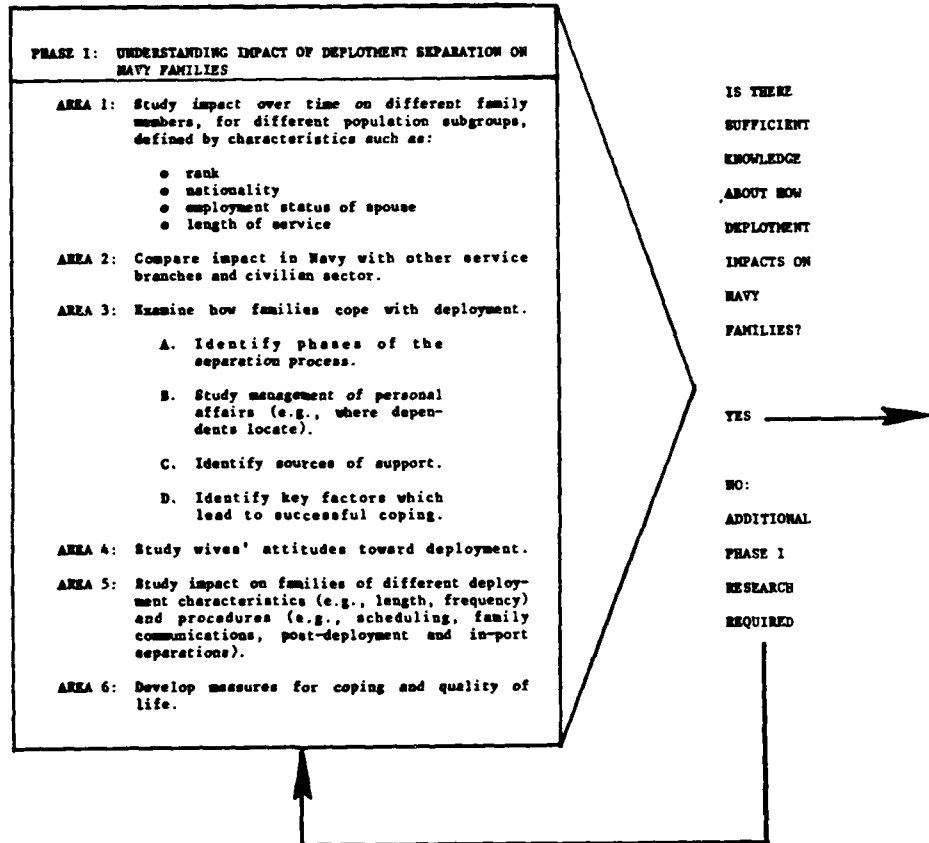 PHASE I: UNDERSTANDING IMPACT OF DEPLOYMENT SEPARATION ON
NAVY FAMILIES
AREA 1: Study impact over time on different family
members, for different population subgroups,
defined by characteristics such as:
● rank
● nationality
● employment status of spouse
● length of service
AREA 2: Compare impact in Navy with other service
branches and civilian sector.
AREA 3: Examine how families cope with deployment.
A. Identify phases of the
separation process.
B. Study management of personal
affairs (e.g., where depen-
dents locate).
C. Identify sources of support.
D. Identify key factors which
lead to successful coping.
AREA 4: Study wives' attitudes toward deployment.
AREA 5: Study impact on families of different deploy-
ment characteristics (e.g., length, frequency)
and procedures (e.g., scheduling, family
communications, post-deployment and in-port
separations).
AREA 6: Develop measures for coping and quality of
life.
IS THERE
SUFFICIENT
KNOWLEDGE
ABOUT HOW
DEPLOYMENT
IMPACTS ON
NAVY
FAMILIES?
YES
NO:
ADDITIONAL
PHASE I
RESEARCH
REQUIRED